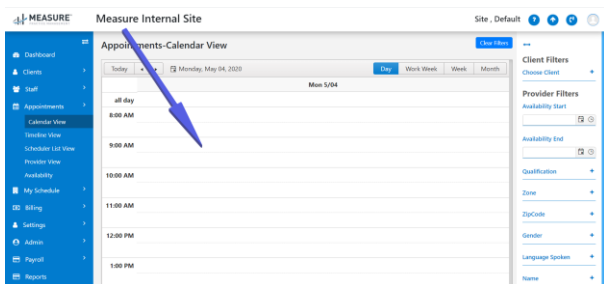 MEASURE
Measure Internal Site
Site , Default
Dashboard
Clients
Staff
Appointments
Calendar View
Timeline View
Scheduler List View
Provider View
Availability
My Schedule
Billing
Settings
Admin
Payroll
Reports
Appointments-Calendar View
Clear Filters
Today
Monday, May 04, 2020
Day
Work Week
Week
Month
Mon 5/04
all day
8:00 AM
9:00 AM
10:00 AM
11:00 AM
12:00 PM
1:00 PM
Client Filters
Choose Client +
Provider Filters
Availability Start
Availability End
Qualification +
Zone +
ZipCode +
Gender +
Language Spoken +
Name +